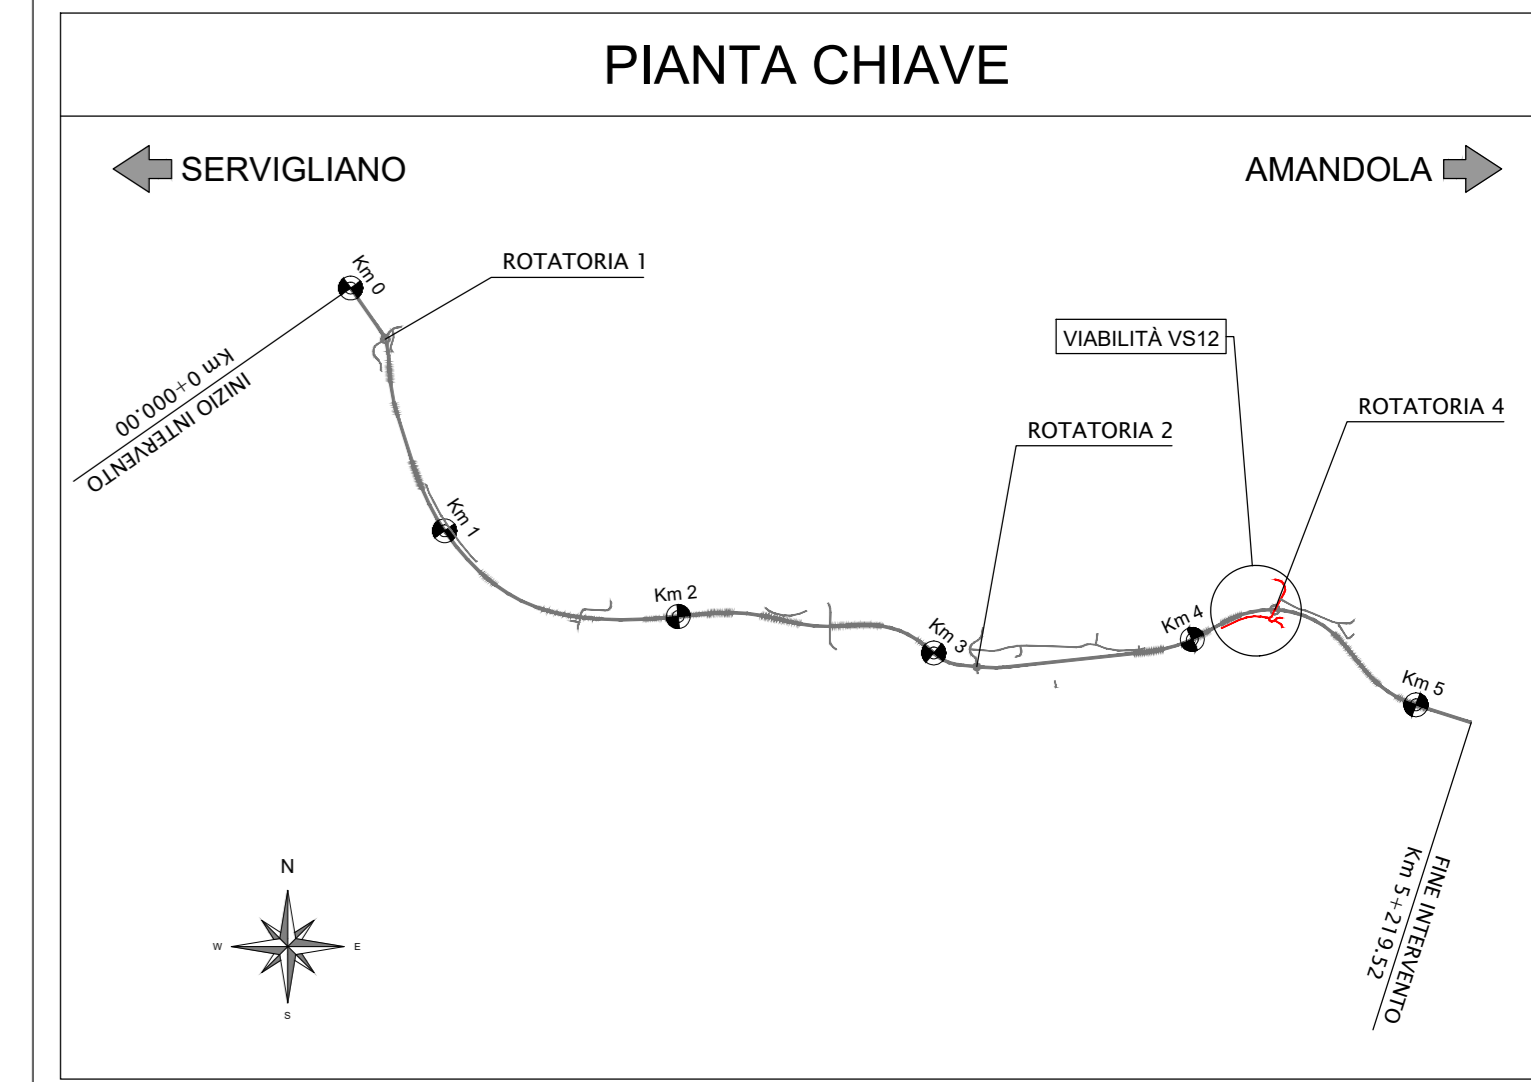 PIANTA CHIAVE
SERVIGLIANO
AMANDOLA
Km 0
ROTATORIA 1
Km 0+000.00
INIZIO INTERVENTO
VIABILITÀ VS12
ROTATORIA 4
ROTATORIA 2
Km 1
Km 2
Km 3
Km 4
Km 5
FINE INTERVENTO
Km 5+219.52
N
W
E
S